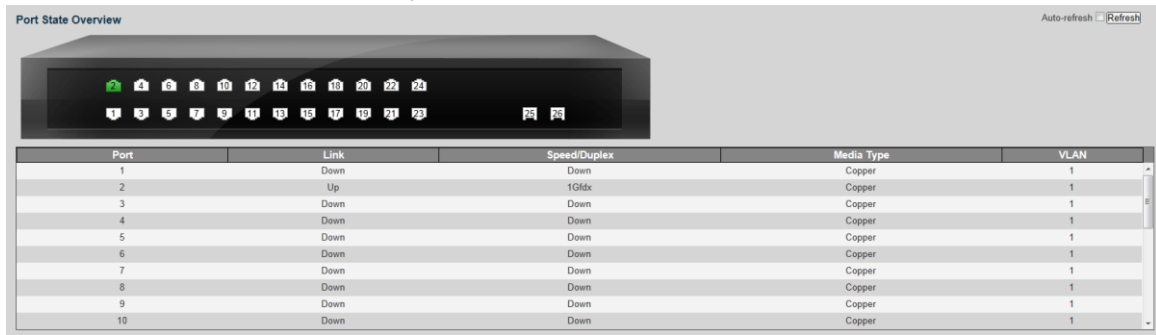 Port State Overview Auto-refresh Refresh
2 4 6 8 10 12 14 16 18 20 22 24
1 3 5 7 9 11 13 15 17 19 21 23 25 26
Port Link Speed/Duplex Media Type VLAN
1 Down Down Copper 1
2 Up 1Gfdx Copper 1
3 Down Down Copper 1
4 Down Down Copper 1
5 Down Down Copper 1
6 Down Down Copper 1
7 Down Down Copper 1
8 Down Down Copper 1
9 Down Down Copper 1
10 Down Down Copper 1